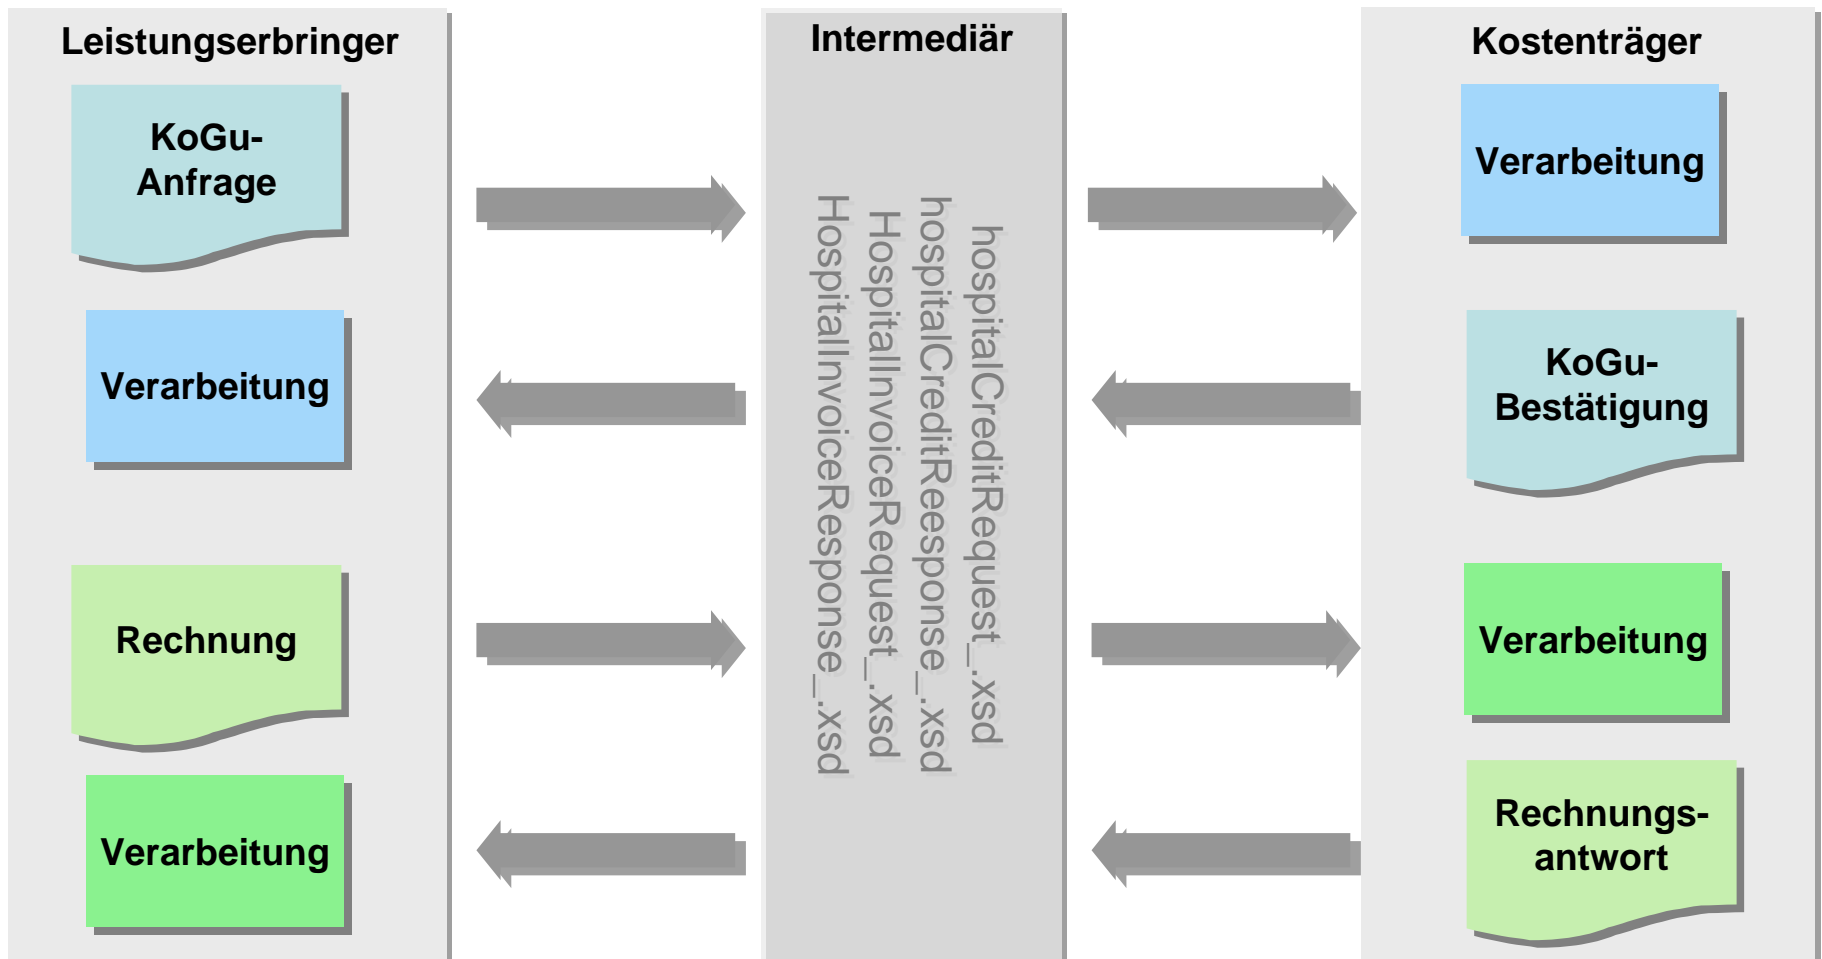 Leistungserbringer
KoGu-
Anfrage
Verarbeitung
Rechnung
Verarbeitung
Intermediär
hospitalCreditRequest_.xsd
hospitalCreditReesponse_.xsd
HospitalInvoiceRequest_.xsd
HospitalInvoiceResponse_.xsd
Kostenträger
Verarbeitung
KoGu-
Bestätigung
Verarbeitung
Rechnungs-
antwort